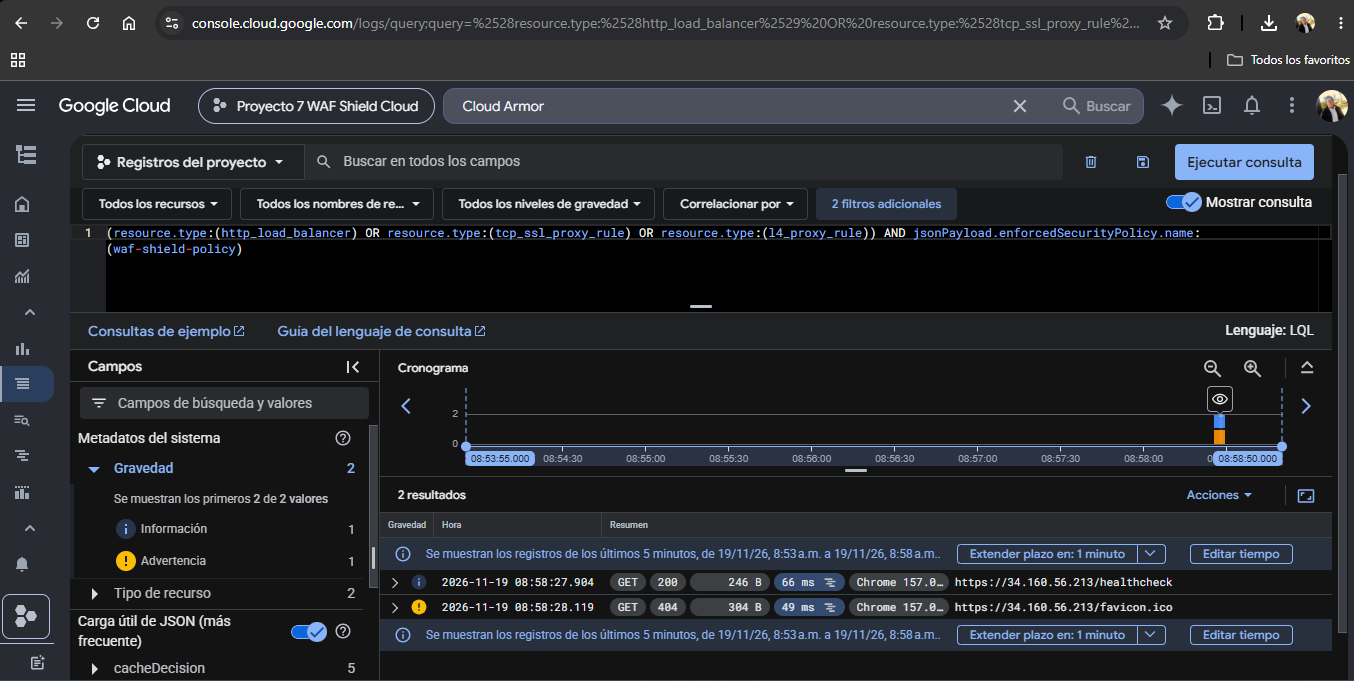 console.cloud.google.com/logs/query;query=%2528resource.type:%2528http_load_balancer%2529%20OR%20resource.type:%2528tcp_ssl_proxy_rule%2...
Todos los favoritos
Google Cloud
Proyecto 7 WAF Shield Cloud
Cloud Armor
Buscar
Registros del proyecto
Buscar en todos los campos
Ejecutar consulta
Todos los recursos
Todos los nombres de re...
Todos los niveles de gravedad
Correlacionar por
2 filtros adicionales
Mostrar consulta
1 (resource.type:(http_load_balancer) OR resource.type:(tcp_ssl_proxy_rule) OR resource.type:(l4_proxy_rule)) AND jsonPayload.enforcedSecurityPolicy.name:
(waf-shield-policy)
Consultas de ejemplo
Guía del lenguaje de consulta
Lenguaje: LQL
Campos
Campos de búsqueda y valores
Metadatos del sistema
Gravedad 2
Se muestran los primeros 2 de 2 valores
Información 1
Advertencia 1
Tipo de recurso 2
Carga útil de JSON (más
frecuente)
cacheDecision 5
Cronograma
2
0
08:53:55.000 08:54:30 08:55:00 08:55:30 08:56:00 08:56:30 08:57:00 08:57:30 08:58:00 0 08:58:50.000
2 resultados
Acciones
Gravedad Hora Resumen
Se muestran los registros de los últimos 5 minutos, de 19/11/26, 8:53 a.m. a 19/11/26, 8:58 a.m.. Extender plazo en: 1 minuto Editar tiempo
2026-11-19 08:58:27.904 GET 200 246 B 66 ms Chrome 157.0… https://34.160.56.213/healthcheck
2026-11-19 08:58:28.119 GET 404 304 B 49 ms Chrome 157.0… https://34.160.56.213/favicon.ico
Se muestran los registros de los últimos 5 minutos, de 19/11/26, 8:53 a.m. a 19/11/26, 8:58 a.m.. Extender plazo en: 1 minuto Editar tiempo